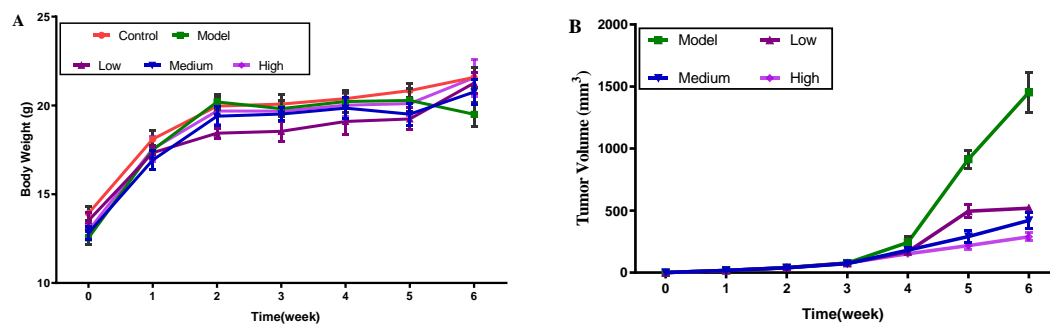 A
Control Model
Low Medium High
25
20
15
10
Body Weight (g)
0 1 2 3 4 5 6
Time(week)
B
Model Low
Medium High
2000
1500
1000
500
0
Tumor Volume (mm³)
0 1 2 3 4 5 6
Time(week)